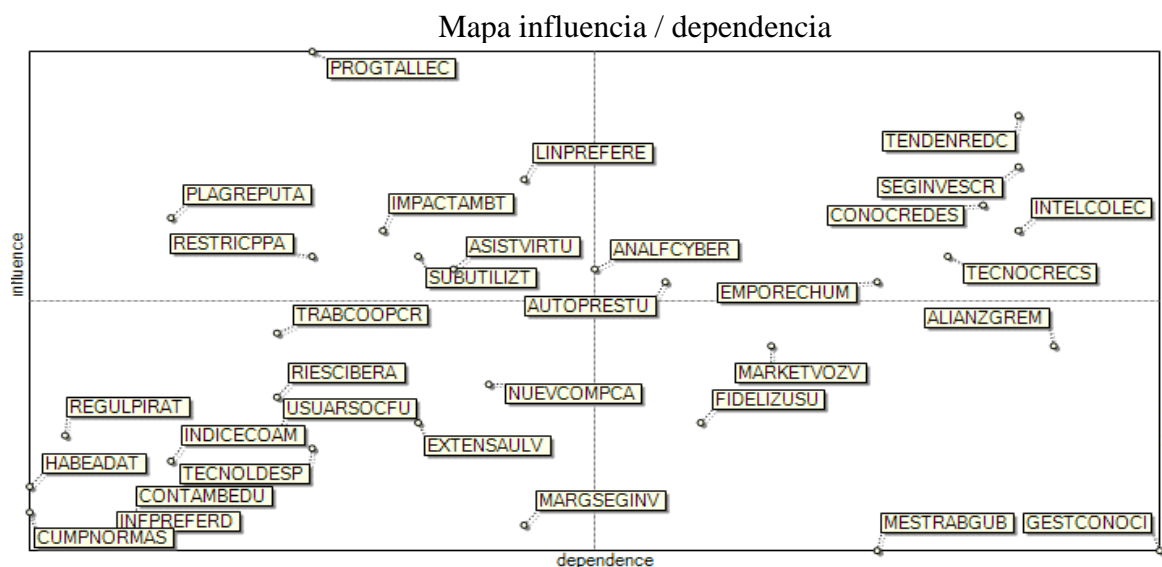 Mapa influencia / dependencia
PROGTALLEC
TENDENREDC
LINPREFERE
SEGINVESCR
PLAGREPUTA
IMPACTAMBT
CONOCREDES
INTELCOLEC
RESTRICPPA
ASISTVIRTU
ANALFCYBER
SUBUTILIZT
TECNOCRECS
influence
EMPORECHUM
AUTOPRESTU
TRABCOOPCR
ALIANZGREM
RIESCIBERA
MARKETVOZV
NUEVCOMPCA
FIDELIZUSU
REGULPIRAT
USUARSOCFU
INDICECOAM
EXTENSAULV
HABEADAT
TECNOLDESP
CONTAMBEDU
MARGSEGINV
INFPREFERD
MESTRABGUB
GESTCONOCI
CUMPNORMAS
dependence